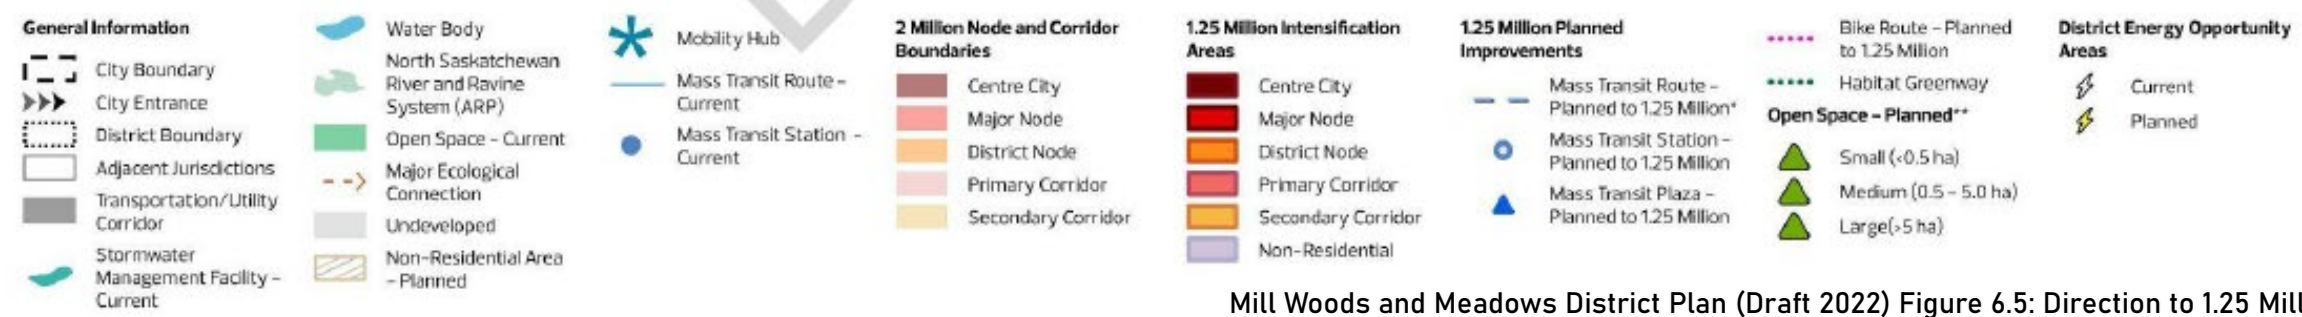 General Information
City Boundary
City Entrance
District Boundary
Adjacent Jurisdictions
Transportation/Utility
Corridor
Stormwater
Management Facility –
Current
Water Body
North Saskatchewan
River and Ravine
System (ARP)
Open Space – Current
Major Ecological
Connection
Undeveloped
Non-Residential Area
– Planned
Mobility Hub
Mass Transit Route –
Current
Mass Transit Station –
Current
2 Million Node and Corridor
Boundaries
Centre City
Major Node
District Node
Primary Corridor
Secondary Corridor
1.25 Million Intensification
Areas
Centre City
Major Node
District Node
Primary Corridor
Secondary Corridor
Non-Residential
1.25 Million Planned
Improvements
Mass Transit Route –
Planned to 1.25 Million*
Mass Transit Station –
Planned to 1.25 Million
Mass Transit Plaza –
Planned to 1.25 Million
Bike Route – Planned
to 1.25 Million
Habitat Greenway
Open Space – Planned**
Small (<0.5 ha)
Medium (0.5 – 5.0 ha)
Large(>5 ha)
District Energy Opportunity
Areas
Current
Planned
Mill Woods and Meadows District Plan (Draft 2022) Figure 6.5: Direction to 1.25 Mill